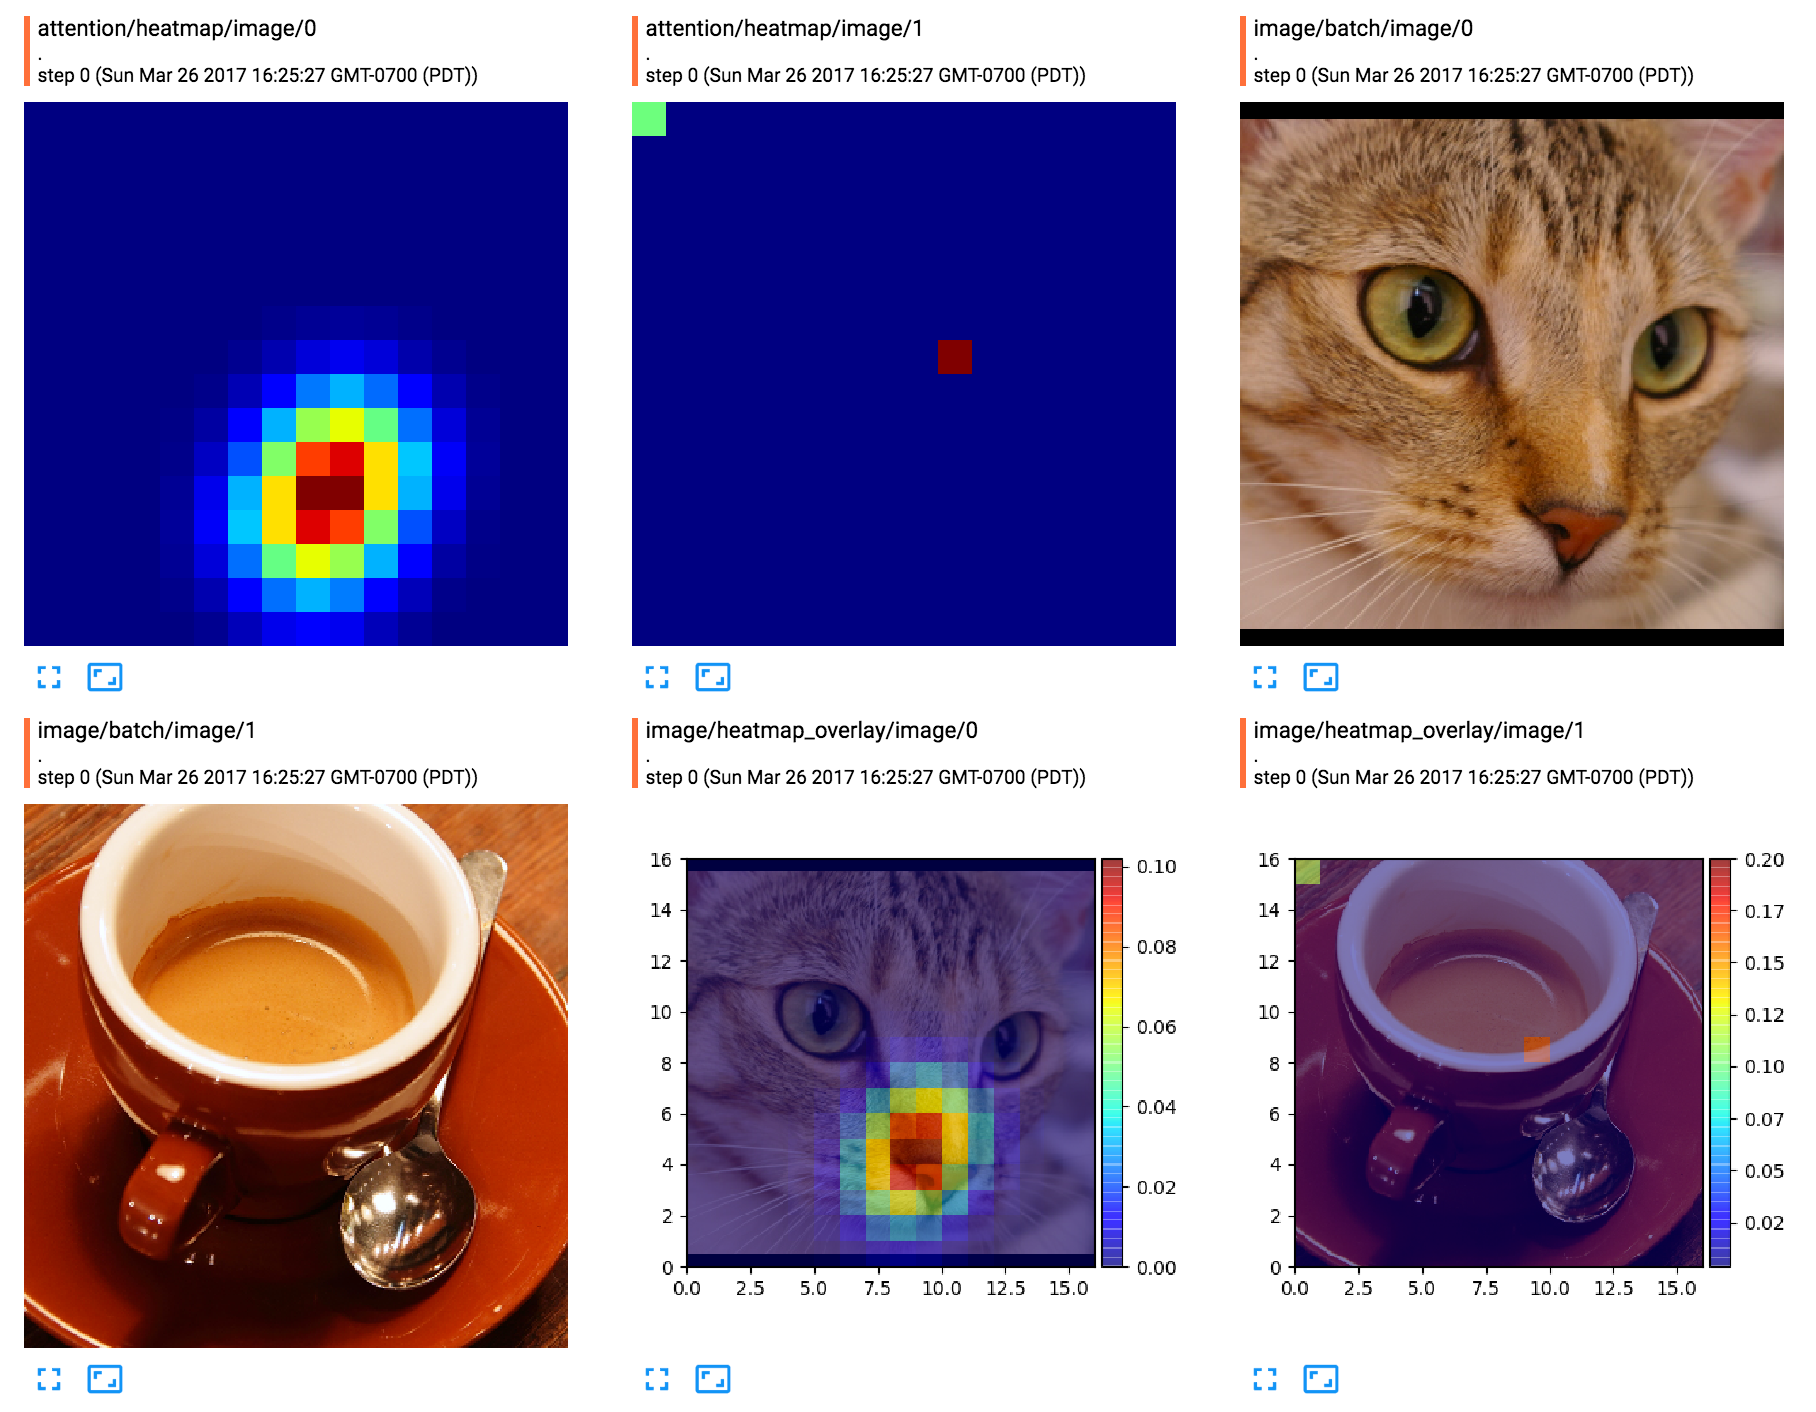 attention/heatmap/image/0
.
step 0 (Sun Mar 26 2017 16:25:27 GMT-0700 (PDT))
attention/heatmap/image/1
.
step 0 (Sun Mar 26 2017 16:25:27 GMT-0700 (PDT))
image/batch/image/0
.
step 0 (Sun Mar 26 2017 16:25:27 GMT-0700 (PDT))
image/batch/image/1
.
step 0 (Sun Mar 26 2017 16:25:27 GMT-0700 (PDT))
image/heatmap_overlay/image/0
.
step 0 (Sun Mar 26 2017 16:25:27 GMT-0700 (PDT))
16
14
12
10
8
6
4
2
0
0.0 2.5 5.0 7.5 10.0 12.5 15.0
0.10
0.08
0.06
0.04
0.02
0.00
image/heatmap_overlay/image/1
.
step 0 (Sun Mar 26 2017 16:25:27 GMT-0700 (PDT))
16
14
12
10
8
6
4
2
0
0.0 2.5 5.0 7.5 10.0 12.5 15.0
0.20
0.17
0.15
0.12
0.10
0.07
0.05
0.02